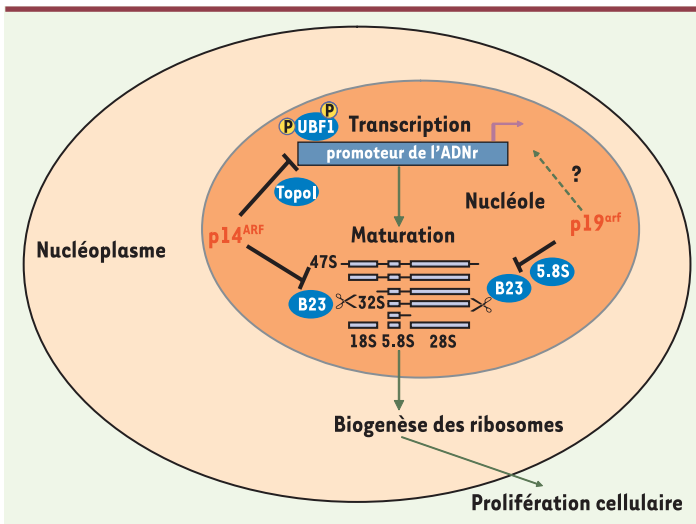 P
P UBF1
Transcription
promoteur de l'ADNr
TopoI
?
Nucléole
p14ARF
p19arf
Maturation
Nucléoplasme
47S
5.8S
B23
32S
B23
18S 5.8S 28S
Biogenèse des ribosomes
Prolifération cellulaire